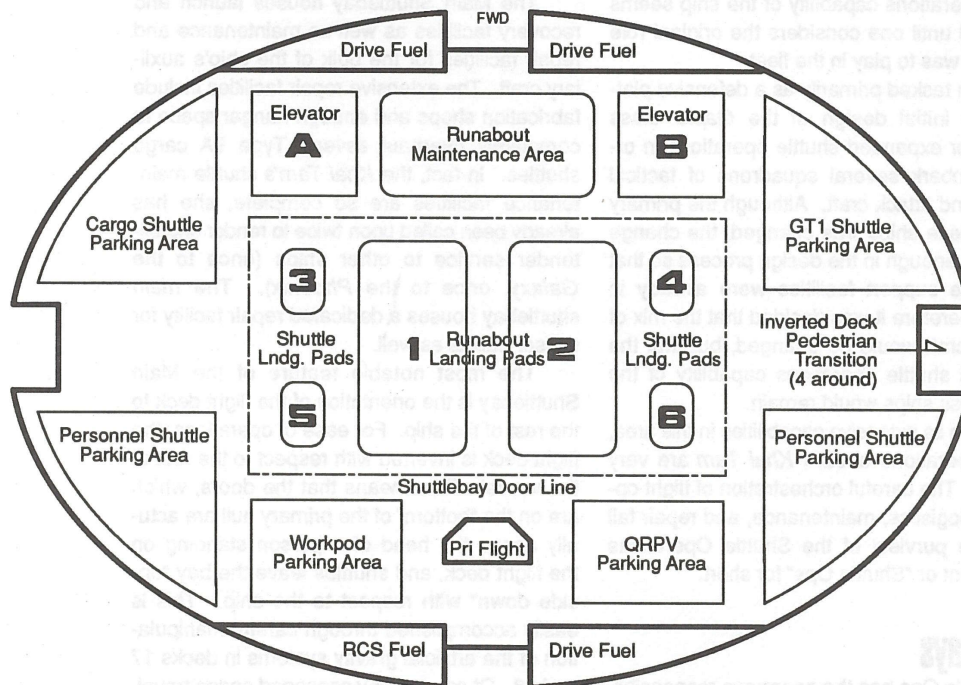 FWD
Drive Fuel
Drive Fuel
Elevator
A
Runabout
Maintenance Area
Elevator
B
Cargo Shuttle
Parking Area
GT1 Shuttle
Parking Area
3
4
Shuttle
Lndg. Pads
1
Runabout
Landing Pads
2
Shuttle
Lndg. Pads
Inverted Deck
Pedestrian
Transition
(4 around)
5
6
Personnel Shuttle
Parking Area
Personnel Shuttle
Parking Area
Shuttlebay Door Line
Workpod
Parking Area
Pri Flight
QRPV
Parking Area
RCS Fuel
Drive Fuel